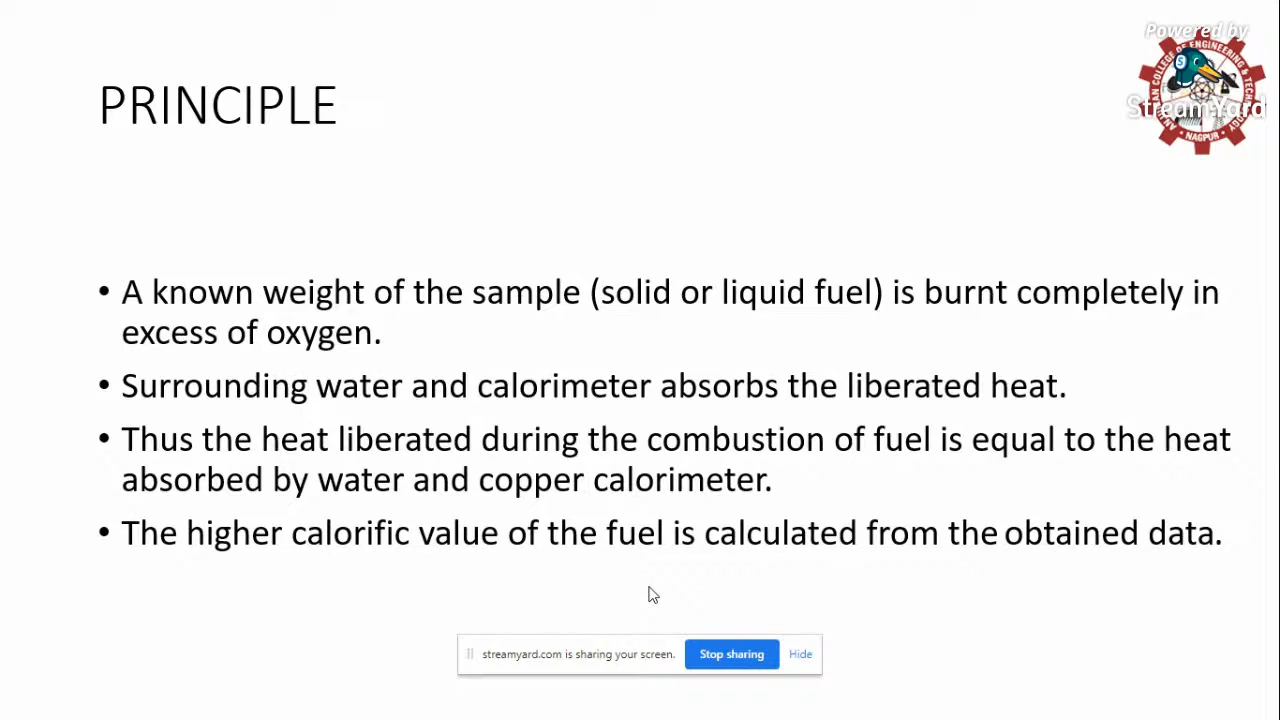 Powered by
StreamYard
COLLEGE OF ENGINEERING &
NAGPUR
PRINCIPLE
• A known weight of the sample (solid or liquid fuel) is burnt completely in
excess of oxygen.
• Surrounding water and calorimeter absorbs the liberated heat.
• Thus the heat liberated during the combustion of fuel is equal to the heat
absorbed by water and copper calorimeter.
• The higher calorific value of the fuel is calculated from the obtained data.
streamyard.com is sharing your screen.
Stop sharing
Hide